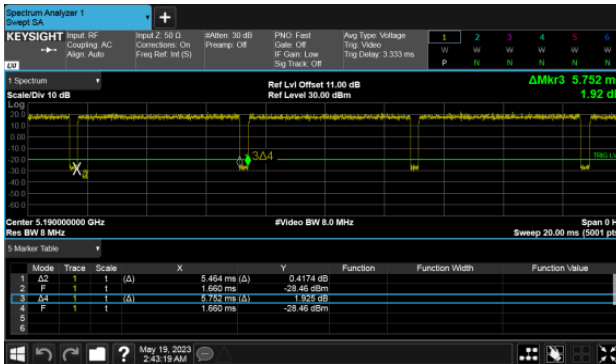 Spectrum Analyzer 1
Swept SA
KEYSIGHT Input: RF Input Z: 50 Ω #Atten: 30 dB PNO: Fast Avg Type: Voltage 1 2 3 4 5 6
Coupling: AC Corrections: On Preamp: Off Gate: Off Trig: Video W W W W W W
Align: Auto Freq Ref: Int (S) IF Gain: Low Trig Delay: 3.333 ms P N N N N N
LXI Sig Track: Off
1 Spectrum Ref Lvl Offset 11.00 dB ΔMkr3 5.752 m
Scale/Div 10 dB Ref Level 30.00 dBm 1.92 d
Log
20.0
10.0
0.00
-10.0
-20.0 3Δ4 TRIG LV
-30.0
-40.0
-50.0
-60.0
Center 5.190000000 GHz #Video BW 8.0 MHz Span 0 H
Res BW 8 MHz Sweep 20.00 ms (5001 pts
5 Marker Table
Mode Trace Scale X Y Function Function Width Function Value
1 Δ2 1 t (Δ) 5.464 ms (Δ) 0.4174 dB
2 F 1 t 1.660 ms -28.46 dBm
3 Δ4 1 t (Δ) 5.752 ms (Δ) 1.925 dB
4 F 1 t 1.660 ms -28.46 dBm
5
6
May 19, 2023
2:43:19 AM